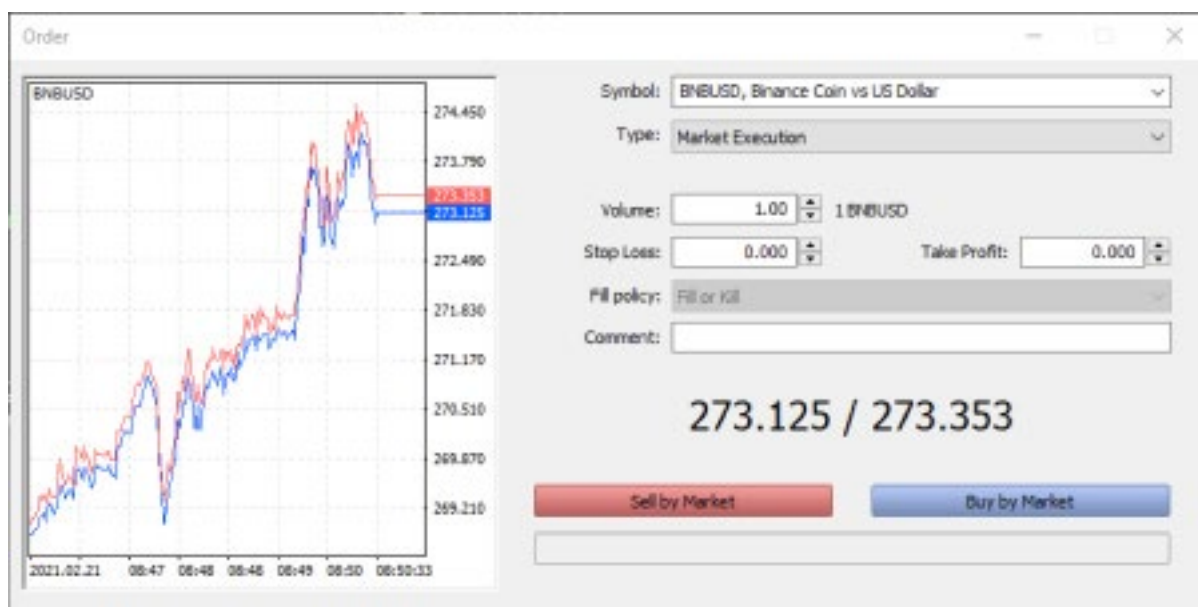 Order
BNBUSD
274.450
273.790
273.353
273.125
272.490
271.830
271.170
270.510
269.870
269.210
2021.02.21 08:47 08:48 08:48 08:49 08:50 08:50:33
Symbol: BNBUSD, Binance Coin vs US Dollar
Type: Market Execution
Volume: 1.00 1 BNBUSD
Stop Loss: 0.000 Take Profit: 0.000
Fill policy: Fill or Kill
Comment:
273.125 / 273.353
Sell by Market Buy by Market